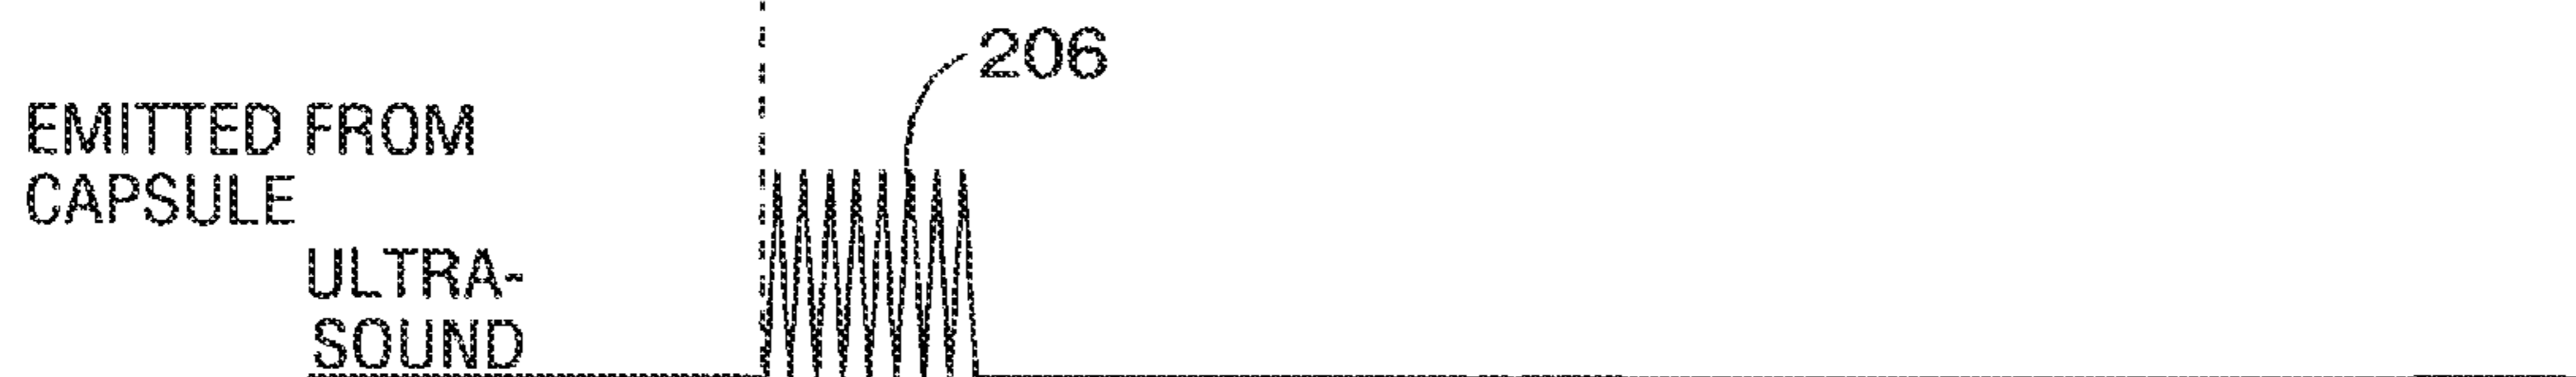 206
EMITTED FROM
CAPSULE
ULTRA-
SOUND